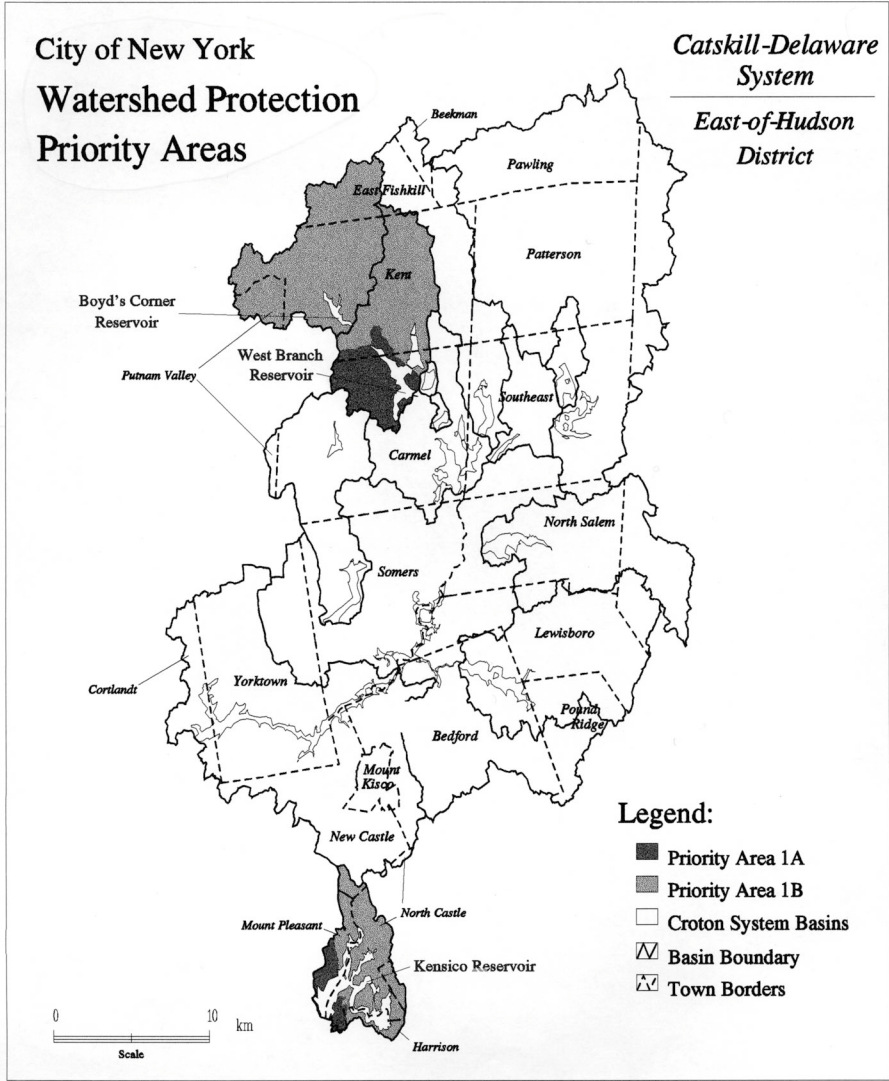 City of New York
Watershed Protection
Priority Areas
Catskill-Delaware
System
East-of-Hudson
District
Beekman
Pawling
East Fishkill
Patterson
Kent
Boyd's Corner
Reservoir
West Branch
Reservoir
Putnam Valley
Southeast
Carmel
North Salem
Somers
Lewisboro
Cortlandt
Yorktown
Pound
Ridge
Bedford
Mount
Kisco
New Castle
Legend:
Priority Area 1A
Priority Area 1B
Croton System Basins
Basin Boundary
Town Borders
North Castle
Mount Pleasant
Kensico Reservoir
0 10 km
Scale
Harrison